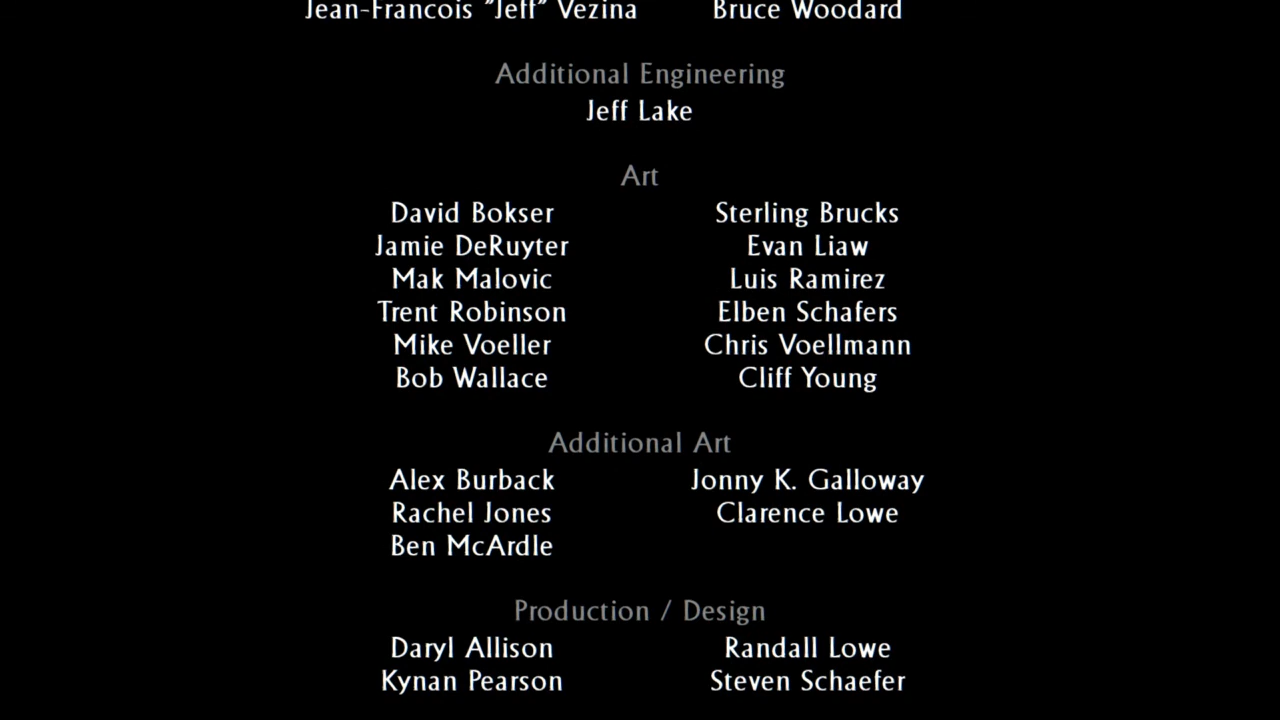 Jean-Francois "Jeff" Vezina Bruce Woodard
Additional Engineering
Jeff Lake
Art
David Bokser Sterling Brucks
Jamie DeRuyter Evan Liaw
Mak Malovic Luis Ramirez
Trent Robinson Elben Schafers
Mike Voeller Chris Voellmann
Bob Wallace Cliff Young
Additional Art
Alex Burback Jonny K. Galloway
Rachel Jones Clarence Lowe
Ben McArdle
Production / Design
Daryl Allison Randall Lowe
Kynan Pearson Steven Schaefer